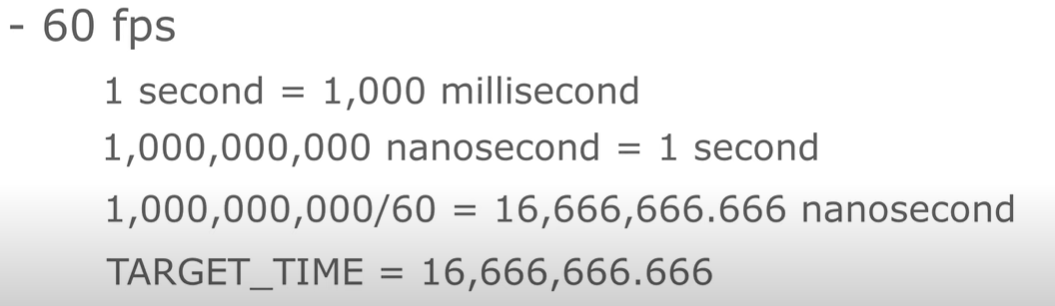 - 60 fps
1 second = 1,000 millisecond
1,000,000,000 nanosecond = 1 second
1,000,000,000/60 = 16,666,666.666 nanosecond
TARGET_TIME = 16,666,666.666